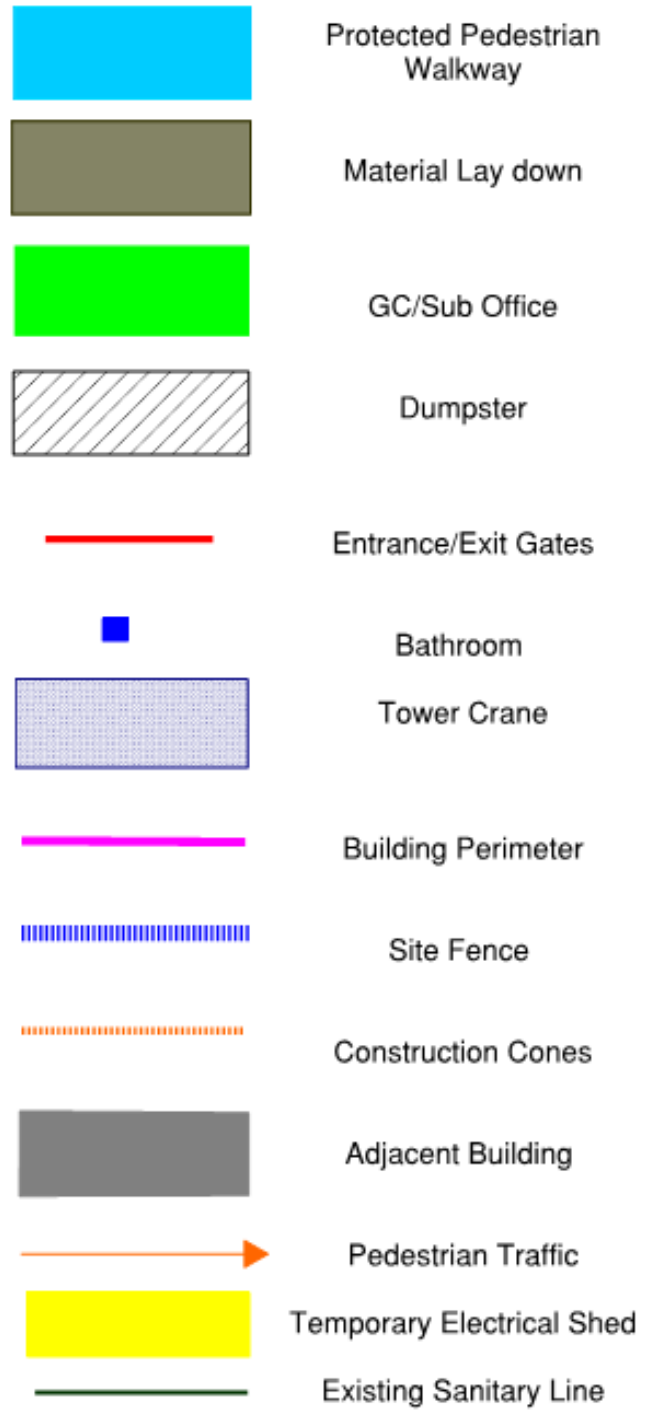 Protected Pedestrian
Walkway
Material Lay down
GC/Sub Office
Dumpster
Entrance/Exit Gates
Bathroom
Tower Crane
Building Perimeter
Site Fence
Construction Cones
Adjacent Building
Pedestrian Traffic
Temporary Electrical Shed
Existing Sanitary Line